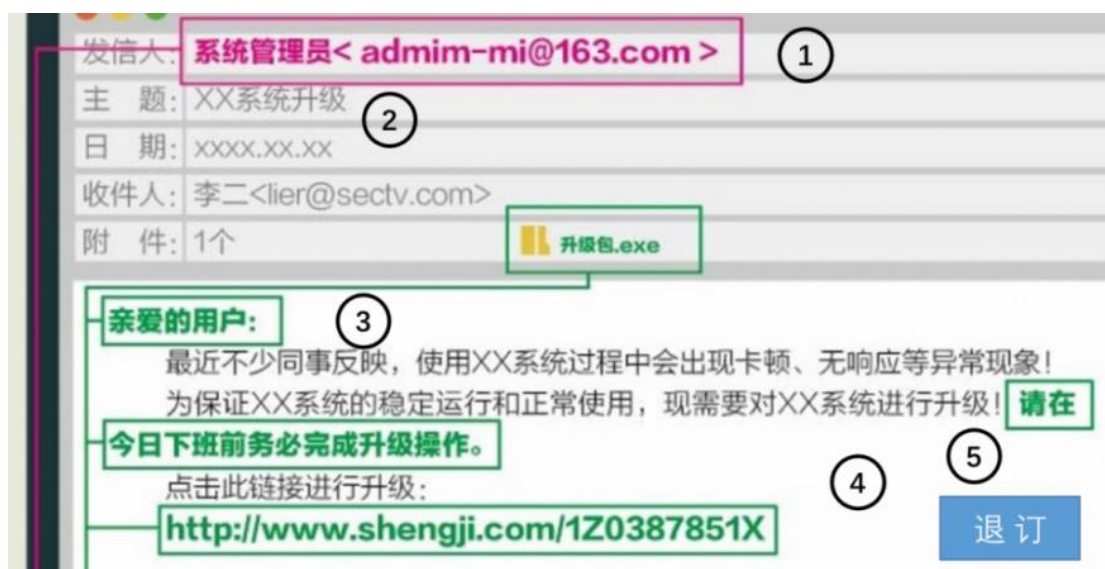 发信人: 系统管理员< admim-mi@163.com > ①
主 题: XX系统升级 ②
日 期: xxxx.xx.xx
收件人: 李二<lier@sectv.com>
附 件: 1个 升级包.exe
亲爱的用户: ③
最近不少同事反映，使用XX系统过程中会出现卡顿、无响应等异常现象！
为保证XX系统的稳定运行和正常使用，现需要对XX系统进行升级！请在
今日下班前务必完成升级操作。 ⑤
点击此链接进行升级: ④
http://www.shengji.com/1Z0387851X 退 订